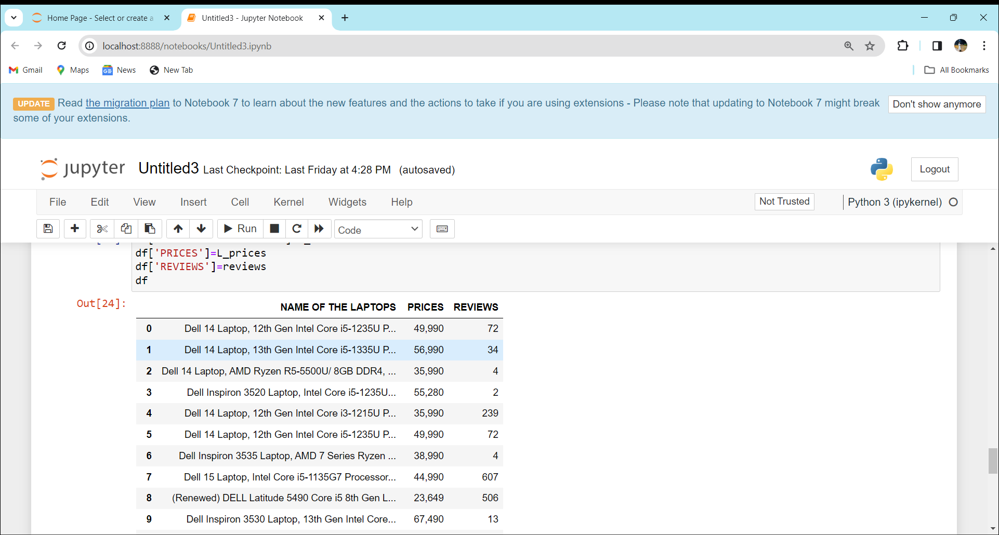 Home Page - Select or create a
Untitled3 - Jupyter Notebook
localhost:8888/notebooks/Untitled3.ipynb
Gmail
Maps
News
New Tab
All Bookmarks
UPDATE Read the migration plan to Notebook 7 to learn about the new features and the actions to take if you are using extensions - Please note that updating to Notebook 7 might break
some of your extensions.
Don't show anymore
jupyter Untitled3 Last Checkpoint: Last Friday at 4:28 PM (autosaved)
Logout
File Edit View Insert Cell Kernel Widgets Help
Not Trusted
Python 3 (ipykernel)
Run
Code
df['PRICES']=L_prices
df['REVIEWS']=reviews
df
Out[24]:
NAME OF THE LAPTOPS PRICES REVIEWS
0 Dell 14 Laptop, 12th Gen Intel Core i5-1235U P... 49,990 72
1 Dell 14 Laptop, 13th Gen Intel Core i5-1335U P... 56,990 34
2 Dell 14 Laptop, AMD Ryzen R5-5500U/ 8GB DDR4, ... 35,990 4
3 Dell Inspiron 3520 Laptop, Intel Core i5-1235U... 55,280 2
4 Dell 14 Laptop, 12th Gen Intel Core i3-1215U P... 35,990 239
5 Dell 14 Laptop, 12th Gen Intel Core i5-1235U P... 49,990 72
6 Dell Inspiron 3535 Laptop, AMD 7 Series Ryzen ... 38,990 4
7 Dell 15 Laptop, Intel Core i5-1135G7 Processor... 44,990 607
8 (Renewed) DELL Latitude 5490 Core i5 8th Gen L... 23,649 506
9 Dell Inspiron 3530 Laptop, 13th Gen Intel Core... 67,490 13